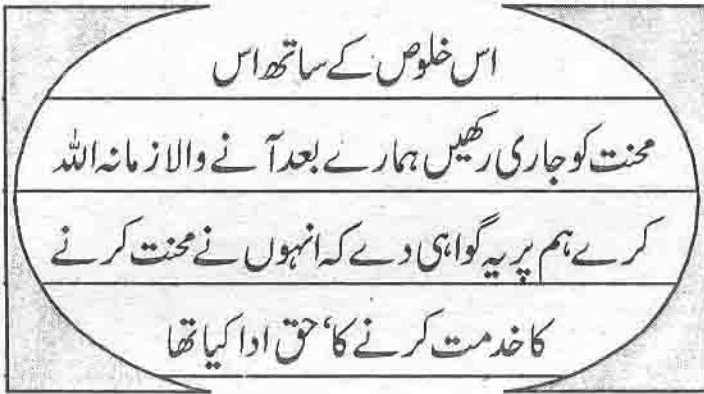 اس خلوص کے ساتھ اس
محنت کو جاری رکھیں ہمارے بعد آنے والا زمانہ اللہ
کرے ہم پر یہ گواہی دے کہ انہوں نے محنت کرنے
کا خدمت کرنے کا‘ حق ادا کیا تھا